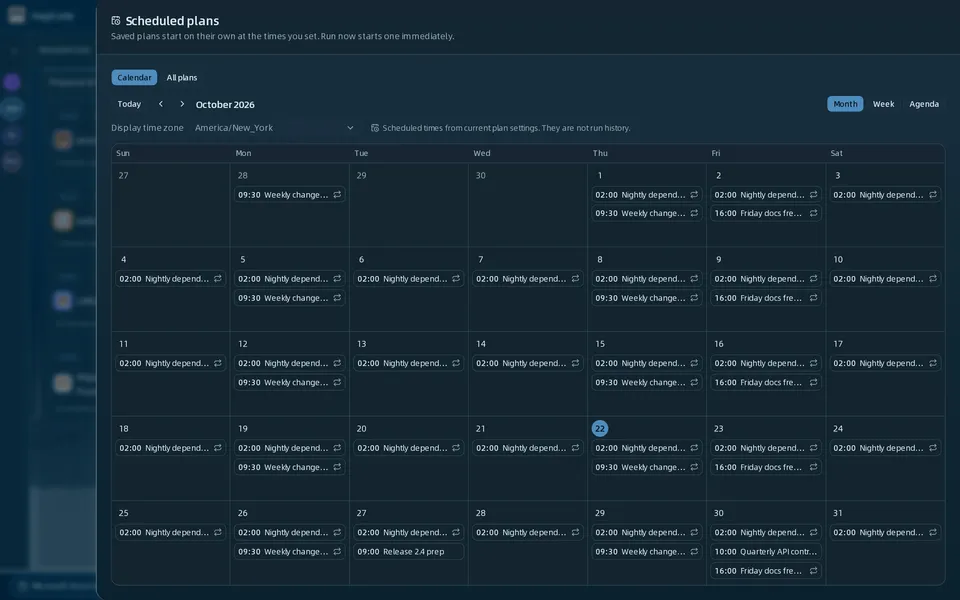 Scheduled plans
Saved plans start on their own at the times you set. Run now starts one immediately.
Calendar All plans
Today October 2026 Month Week Agenda
Display time zone America/New_York Scheduled times from current plan settings. They are not run history.
Sun Mon Tue Wed Thu Fri Sat
27 28 29 30 1 2 3
09:30 Weekly change... 02:00 Nightly depend... 02:00 Nightly depend... 02:00 Nightly depend...
09:30 Weekly change... 16:00 Friday docs fre...
4 5 6 7 8 9 10
02:00 Nightly depend... 02:00 Nightly depend... 02:00 Nightly depend... 02:00 Nightly depend... 02:00 Nightly depend... 02:00 Nightly depend... 02:00 Nightly depend...
09:30 Weekly change... 09:30 Weekly change... 16:00 Friday docs fre...
11 12 13 14 15 16 17
02:00 Nightly depend... 02:00 Nightly depend... 02:00 Nightly depend... 02:00 Nightly depend... 02:00 Nightly depend... 02:00 Nightly depend... 02:00 Nightly depend...
09:30 Weekly change... 09:30 Weekly change... 16:00 Friday docs fre...
18 19 20 21 22 23 24
02:00 Nightly depend... 02:00 Nightly depend... 02:00 Nightly depend... 02:00 Nightly depend... 02:00 Nightly depend... 02:00 Nightly depend... 02:00 Nightly depend...
09:30 Weekly change... 09:30 Weekly change... 16:00 Friday docs fre...
25 26 27 28 29 30 31
02:00 Nightly depend... 02:00 Nightly depend... 02:00 Nightly depend... 02:00 Nightly depend... 02:00 Nightly depend... 02:00 Nightly depend... 02:00 Nightly depend...
09:30 Weekly change... 09:00 Release 2.4 prep 09:30 Weekly change... 10:00 Quarterly API contr...
16:00 Friday docs fre...